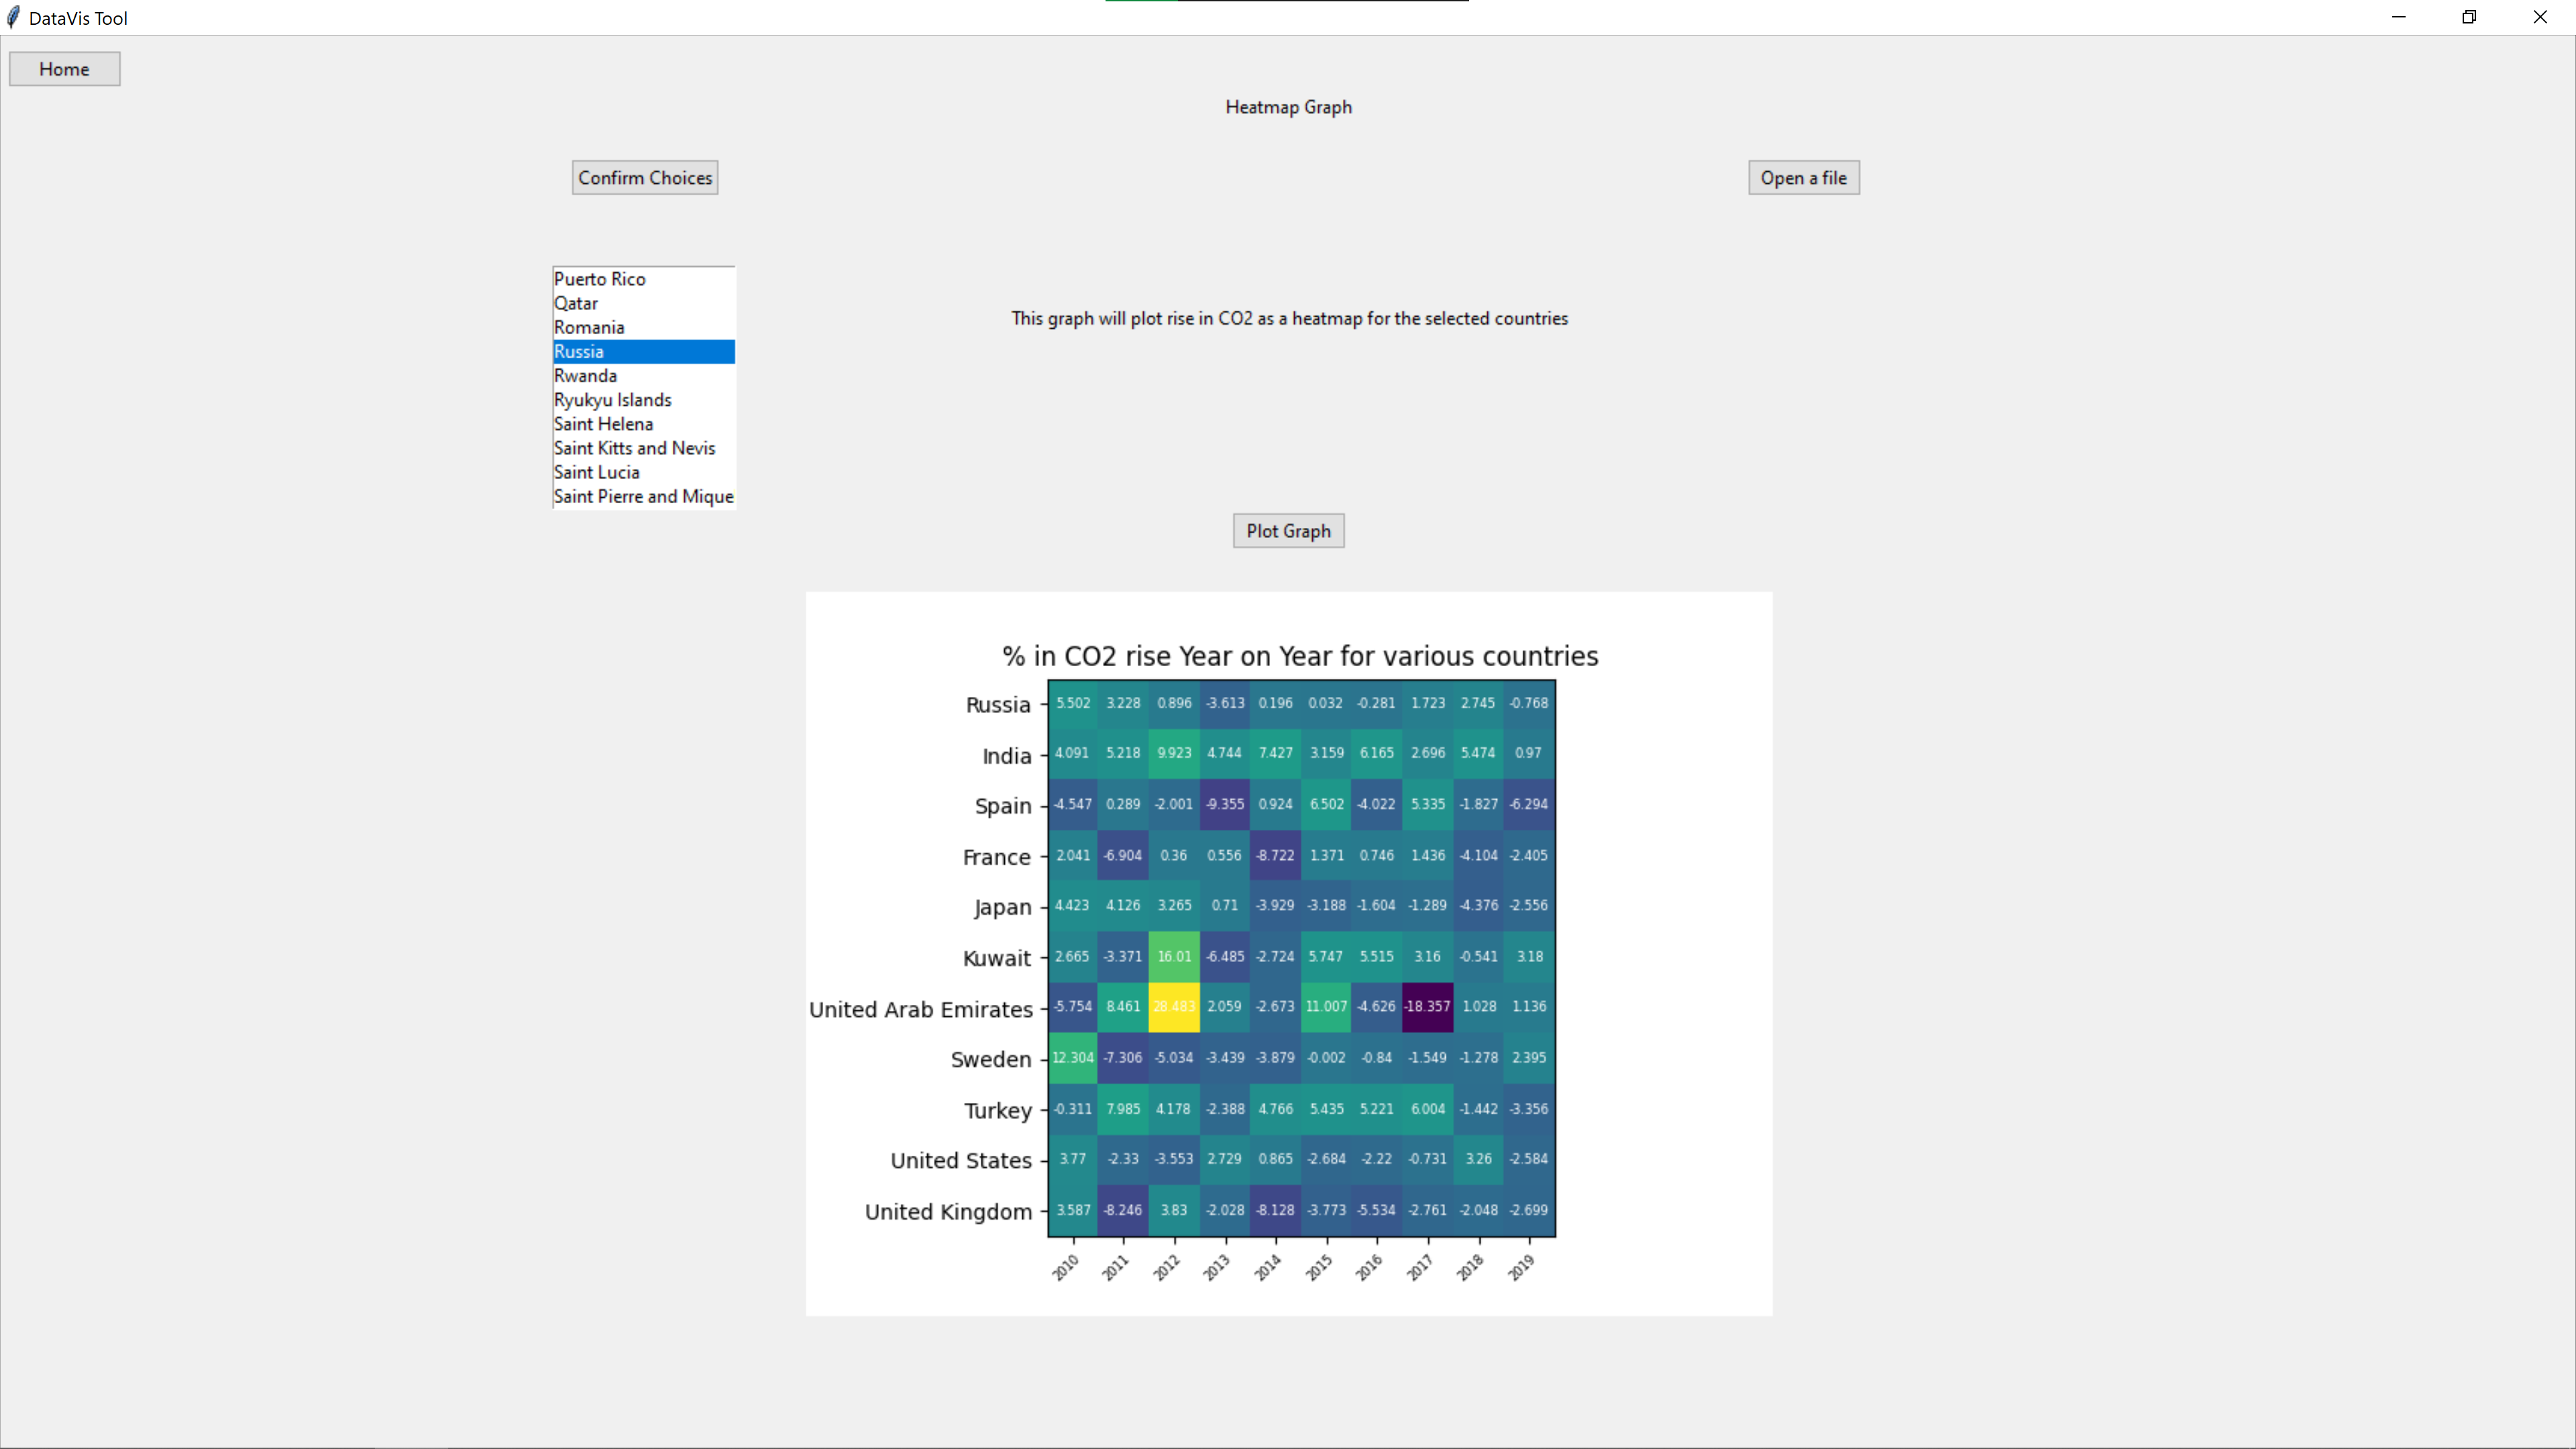 DataVis Tool
Home
Heatmap Graph
Confirm Choices
Open a file
Puerto Rico
Qatar
Romania
Russia
Rwanda
Ryukyu Islands
Saint Helena
Saint Kitts and Nevis
Saint Lucia
Saint Pierre and Mique
This graph will plot rise in CO2 as a heatmap for the selected countries
Plot Graph
% in CO2 rise Year on Year for various countries
Russia 5.502 3.228 0.896 -3.613 0.196 0.032 -0.281 1.723 2.745 -0.768
India 4.091 5.218 9.923 4.744 7.427 3.159 6.165 2.696 5.474 0.97
Spain -4.547 0.289 -2.001 -9.355 0.924 6.502 -4.022 5.335 -1.827 -6.294
France 2.041 -6.904 0.36 0.556 -8.722 1.371 0.746 1.436 -4.104 -2.405
Japan 4.423 4.126 3.265 0.71 -3.929 -3.188 -1.604 -1.289 -4.376 -2.556
Kuwait 2.665 -3.371 16.01 -6.485 -2.724 5.747 5.515 3.16 -0.541 3.18
United Arab Emirates -5.754 8.461 28.483 2.059 -2.673 11.007 -4.626 -18.357 1.028 1.136
Sweden 12.304 -7.306 -5.034 -3.439 -3.879 -0.002 -0.84 -1.549 -1.278 2.395
Turkey -0.311 7.985 4.178 -2.388 4.766 5.435 5.221 6.004 -1.442 -3.356
United States 3.77 -2.33 -3.553 2.729 0.865 -2.684 -2.22 -0.731 3.26 -2.584
United Kingdom 3.587 -8.246 3.83 -2.028 -8.128 -3.773 -5.534 -2.761 -2.048 -2.699
2010 2011 2012 2013 2014 2015 2016 2017 2018 2019